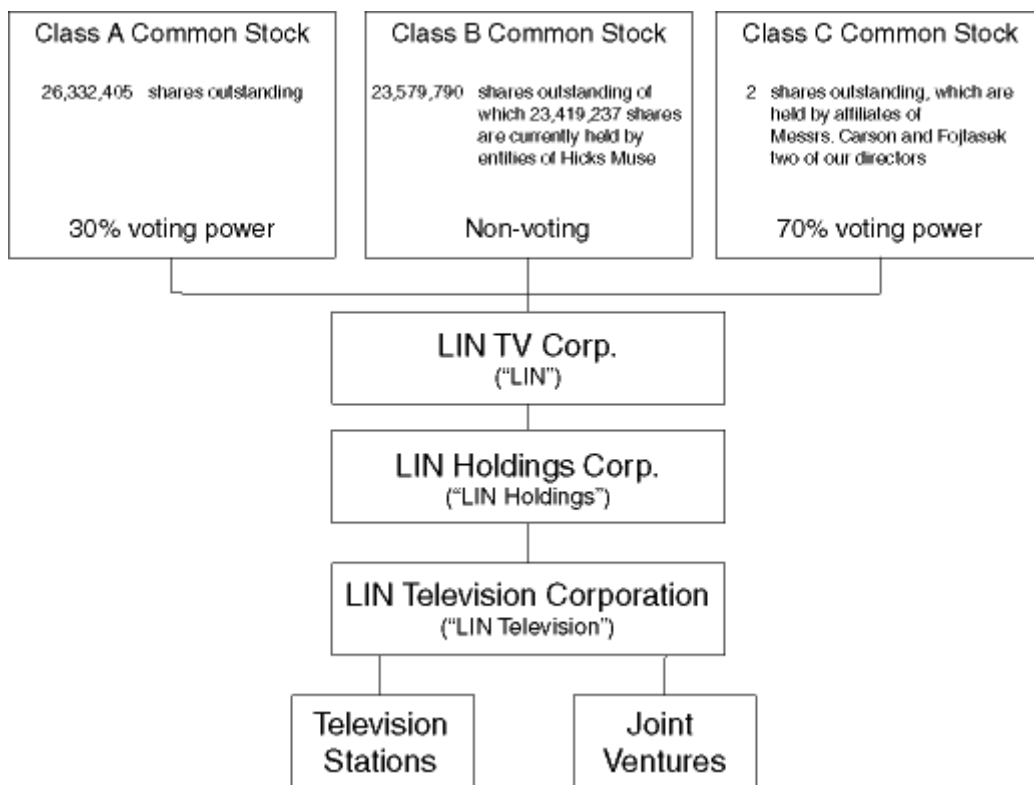 Class A Common Stock
26,332,405 shares outstanding
30% voting power
Class B Common Stock
23,579,790 shares outstanding of
which 23,419,237 shares
are currently held by
entities of Hicks Muse
Non-voting
Class C Common Stock
2 shares outstanding, which are
held by affiliates of
Messrs. Carson and Fojtasek
two of our directors
70% voting power
LIN TV Corp.
(“LIN”)
LIN Holdings Corp.
(“LIN Holdings”)
LIN Television Corporation
(“LIN Television”)
Television
Stations
Joint
Ventures